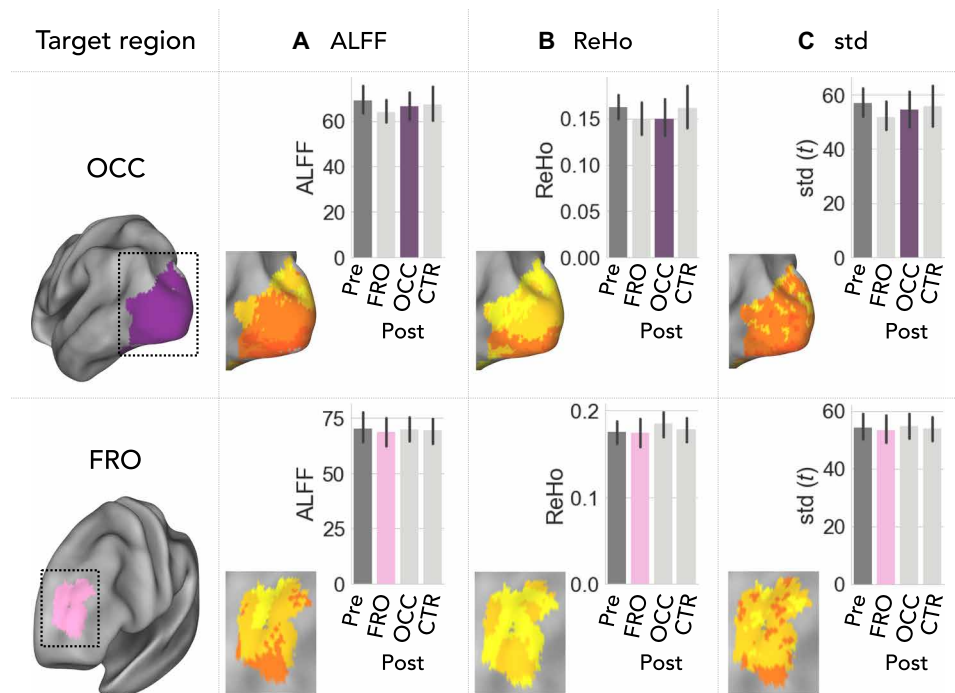 Target region
A ALFF
B ReHo
C std
OCC
ALFF
60
40
20
0
Pre
FRO
OCC
CTR
Post
ReHo
0.15
0.10
0.05
0.00
Pre
FRO
OCC
CTR
Post
std (t)
60
40
20
0
Pre
FRO
OCC
CTR
Post
FRO
ALFF
75
50
25
0
Pre
FRO
OCC
CTR
Post
ReHo
0.2
0.1
0.0
Pre
FRO
OCC
CTR
Post
std (t)
60
40
20
0
Pre
FRO
OCC
CTR
Post